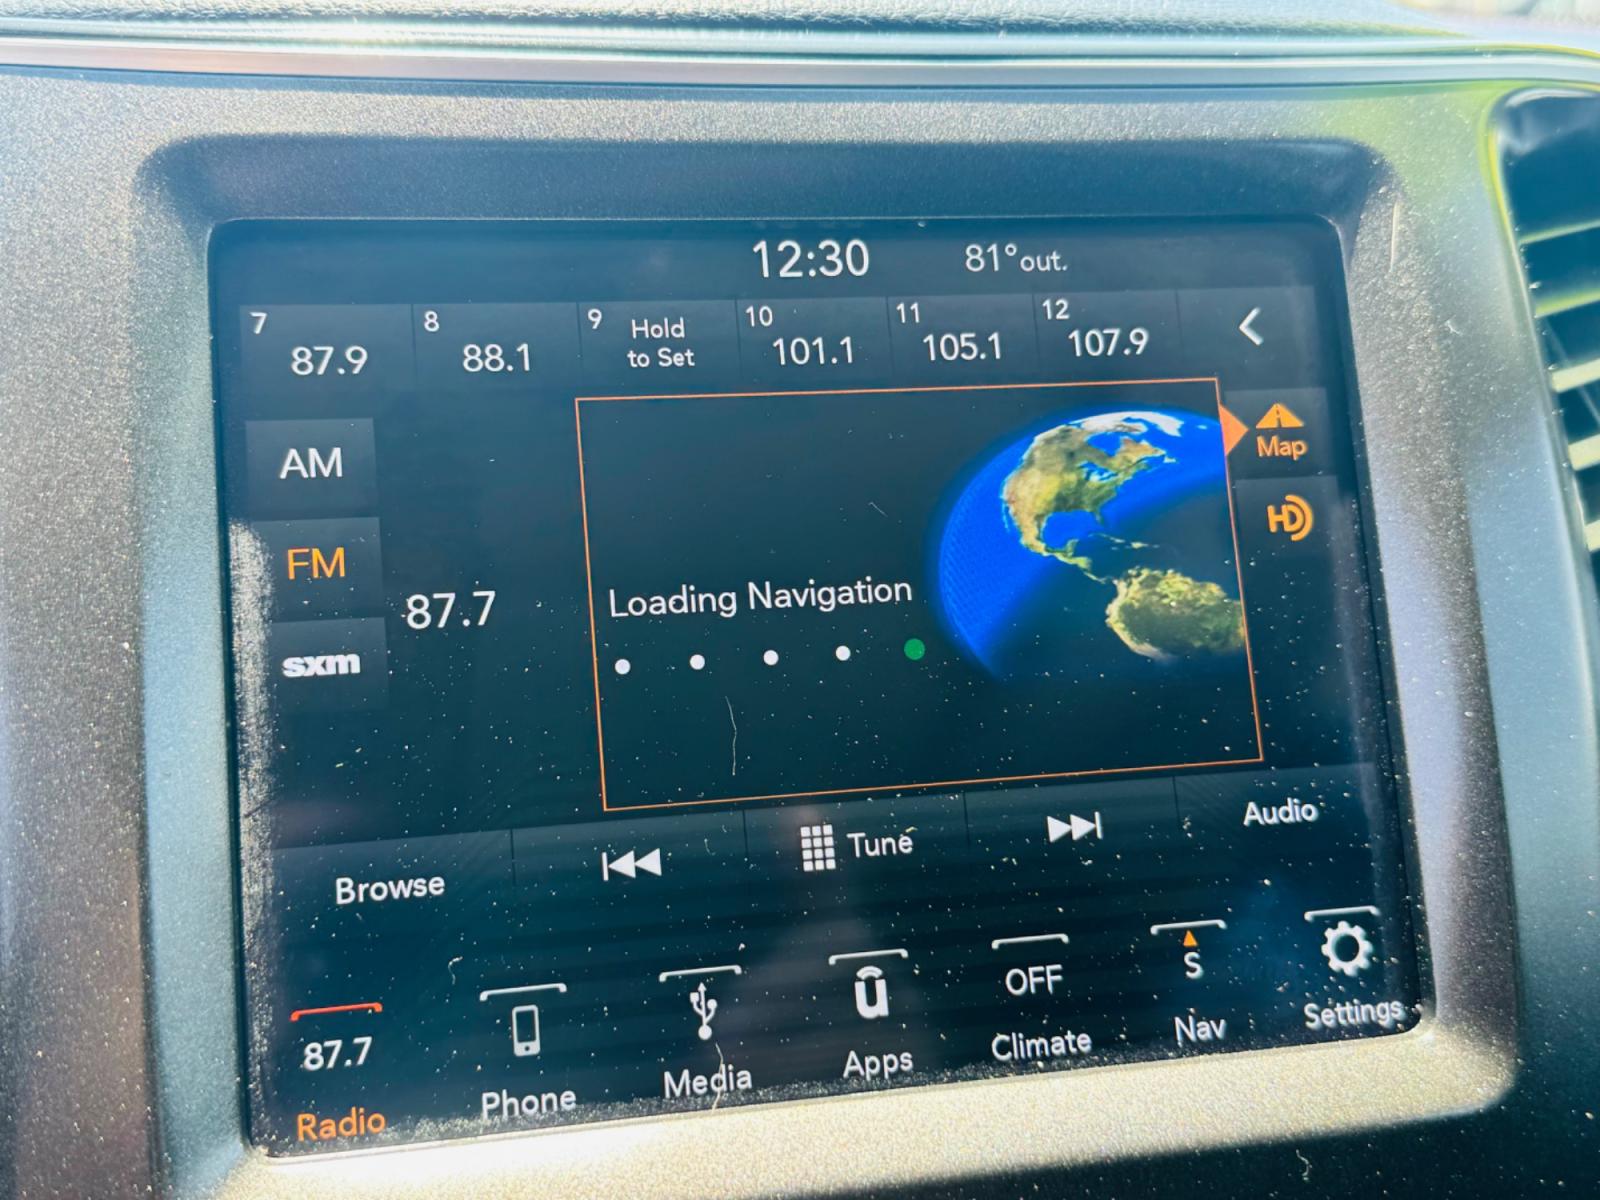 12:30 81°out.
7 8 9 10 11 12
87.9 88.1 Hold to Set 101.1 105.1 107.9
AM
Map
FM
HD
87.7
Loading Navigation
sxm
Browse
Tune
Audio
87.7
Radio
Phone
Media
Apps
OFF
Climate
S
Nav
Settings